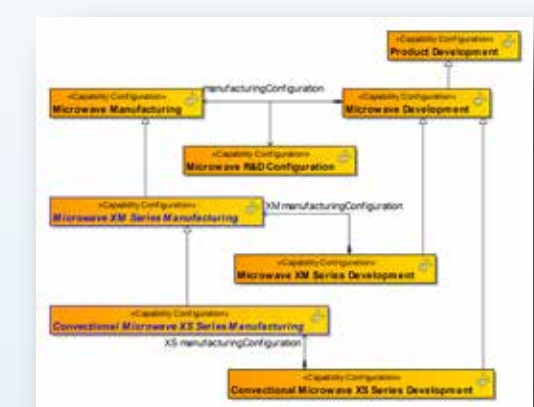 «Capability Configuration»
Product Development
manufacturingConfiguration
«Capability Configuration»
Microwave Manufacturing
«Capability Configuration»
Microwave Development
«Capability Configuration»
Microwave R&D Configuration
«Capability Configuration»
Microwave XM Series Manufacturing
XM manufacturingConfiguration
«Capability Configuration»
Microwave XM Series Development
«Capability Configuration»
Convectional Microwave XS Series Manufacturing
XS manufacturingConfiguration
«Capability Configuration»
Convectional Microwave XS Series Development